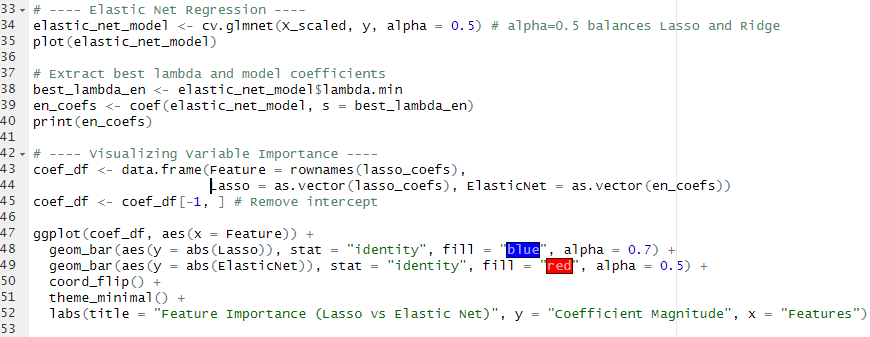 33 # ---- Elastic Net Regression ----
34 elastic_net_model <- cv.glmnet(X_scaled, y, alpha = 0.5) # alpha=0.5 balances Lasso and Ridge
35 plot(elastic_net_model)
36
37 # Extract best lambda and model coefficients
38 best_lambda_en <- elastic_net_model$lambda.min
39 en_coefs <- coef(elastic_net_model, s = best_lambda_en)
40 print(en_coefs)
41
42 # ---- Visualizing Variable Importance ----
43 coef_df <- data.frame(Feature = rownames(lasso_coefs),
44                       Lasso = as.vector(lasso_coefs), ElasticNet = as.vector(en_coefs))
45 coef_df <- coef_df[-1, ] # Remove intercept
46
47 ggplot(coef_df, aes(x = Feature)) +
48   geom_bar(aes(y = abs(Lasso)), stat = "identity", fill = "blue", alpha = 0.7) +
49   geom_bar(aes(y = abs(ElasticNet)), stat = "identity", fill = "red", alpha = 0.5) +
50   coord_flip() +
51   theme_minimal() +
52   labs(title = "Feature Importance (Lasso vs Elastic Net)", y = "Coefficient Magnitude", x = "Features")
53